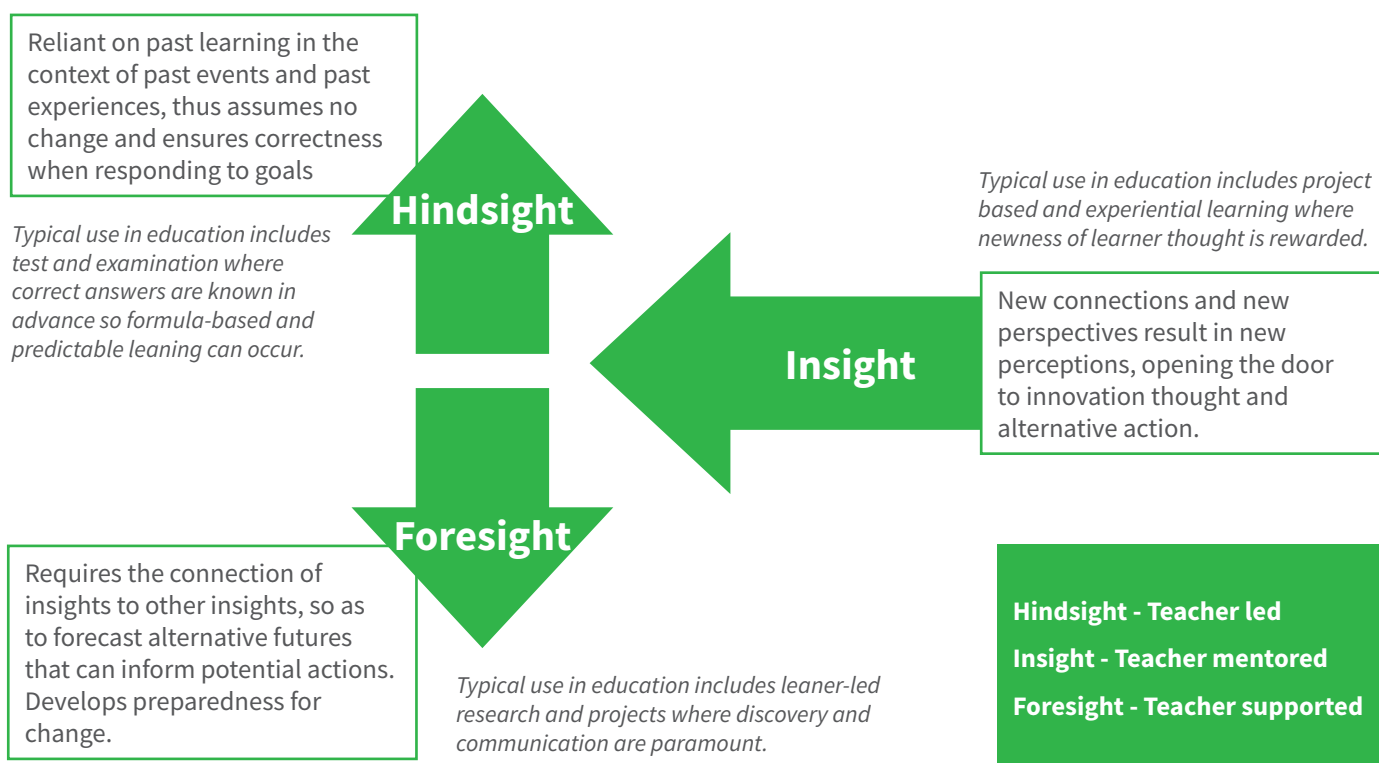 Reliant on past learning in the
context of past events and past
experiences, thus assumes no
change and ensures correctness
when responding to goals
Hindsight
Typical use in education includes
test and examination where
correct answers are known in
advance so formula-based and
predictable leaning can occur.
Typical use in education includes project
based and experiential learning where
newness of learner thought is rewarded.
Insight
New connections and new
perspectives result in new
perceptions, opening the door
to innovation thought and
alternative action.
Foresight
Requires the connection of
insights to other insights, so as
to forecast alternative futures
that can inform potential actions.
Develops preparedness for
change.
Typical use in education includes leaner-led
research and projects where discovery and
communication are paramount.
Hindsight - Teacher led
Insight - Teacher mentored
Foresight - Teacher supported